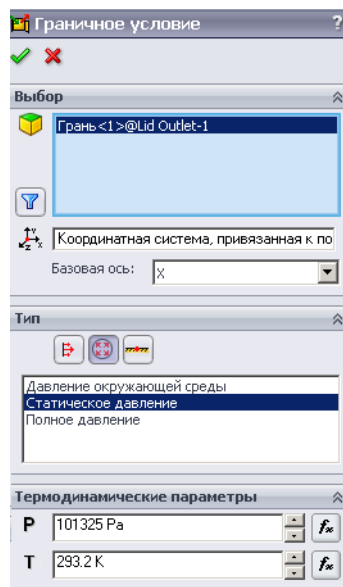 Граничное условие ?
Выбор
Грань<1>@Lid Outlet-1
Координатная система, привязанная к по
Базовая ось: X
Тип
Давление окружающей среды
Статическое давление
Полное давление
Термодинамические параметры
P 101325 Pa
T 293.2 K